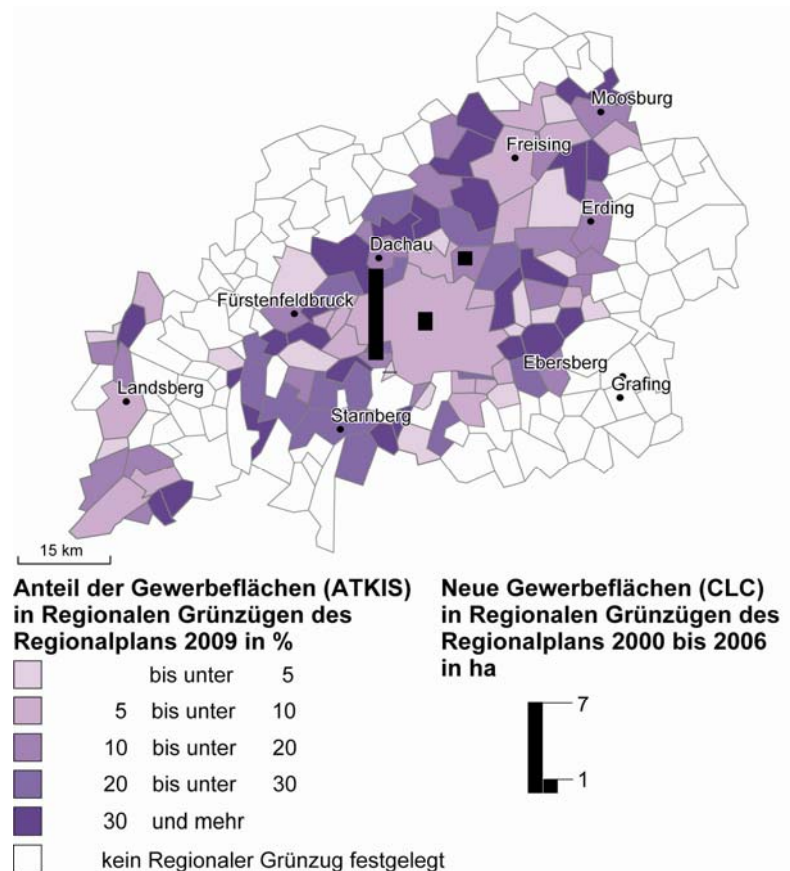 Moosburg
Freising
Erding
Dachau
Fürstenfeldbruck
Ebersberg
Grafing
Landsberg
Starnberg
15 km
Anteil der Gewerbeflächen (ATKIS)
in Regionalen Grünzügen des
Regionalplans 2009 in %
bis unter 5
5 bis unter 10
10 bis unter 20
20 bis unter 30
30 und mehr
kein Regionaler Grünzug festgelegt
Neue Gewerbeflächen (CLC)
in Regionalen Grünzügen des
Regionalplans 2000 bis 2006
in ha
7
1